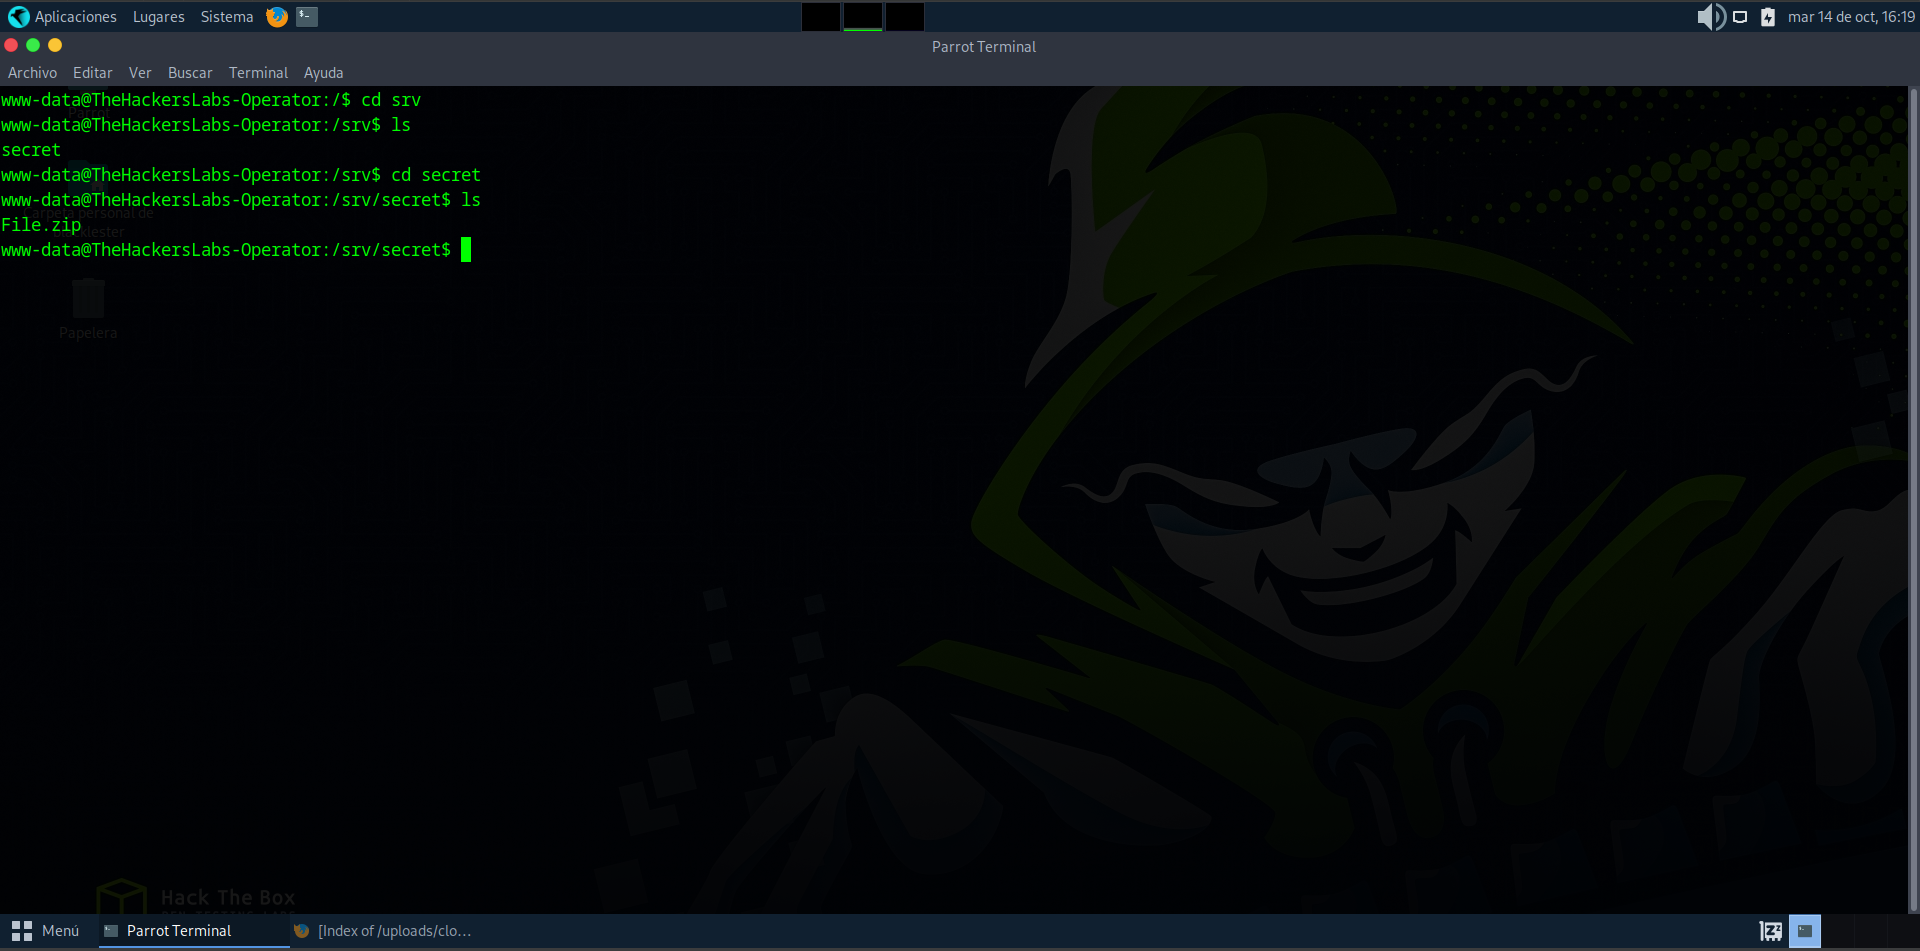 Aplicaciones Lugares Sistema mar 14 de oct, 16:19
Parrot Terminal
Archivo Editar Ver Buscar Terminal Ayuda
www-data@TheHackersLabs-Operator:/$ cd srv
www-data@TheHackersLabs-Operator:/srv$ ls
secret
www-data@TheHackersLabs-Operator:/srv$ cd secret
www-data@TheHackersLabs-Operator:/srv/secret$ ls
Carpeta personal de
File.zip
www-data@TheHackersLabs-Operator:/srv/secret$
Papelera
Hack The Box
Menú Parrot Terminal [Index of /uploads/clo...